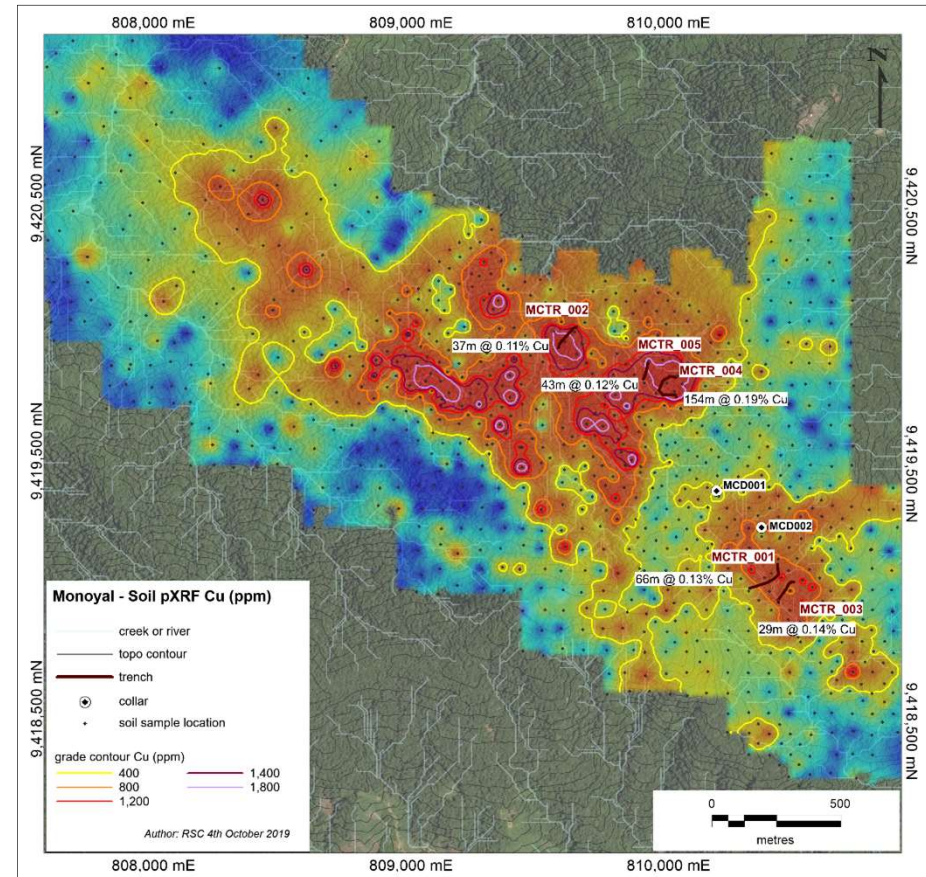 808,000 mE
809,000 mE
810,000 mE
N
9,420,500 mN
9,420,500 mN
MCTR_002
37m @ 0.11% Cu
MCTR_005
MCTR_004
43m @ 0.12% Cu
154m @ 0.19% Cu
9,419,500 mN
9,419,500 mN
MCD001
MCD002
MCTR_001
66m @ 0.13% Cu
MCTR_003
29m @ 0.14% Cu
Monoyal - Soil pXRF Cu (ppm)
creek or river
topo contour
trench
collar
soil sample location
grade contour Cu (ppm)
400
1,400
800
1,800
1,200
Author: RSC 4th October 2019
9,418,500 mN
9,418,500 mN
0
500
metres
808,000 mE
809,000 mE
810,000 mE